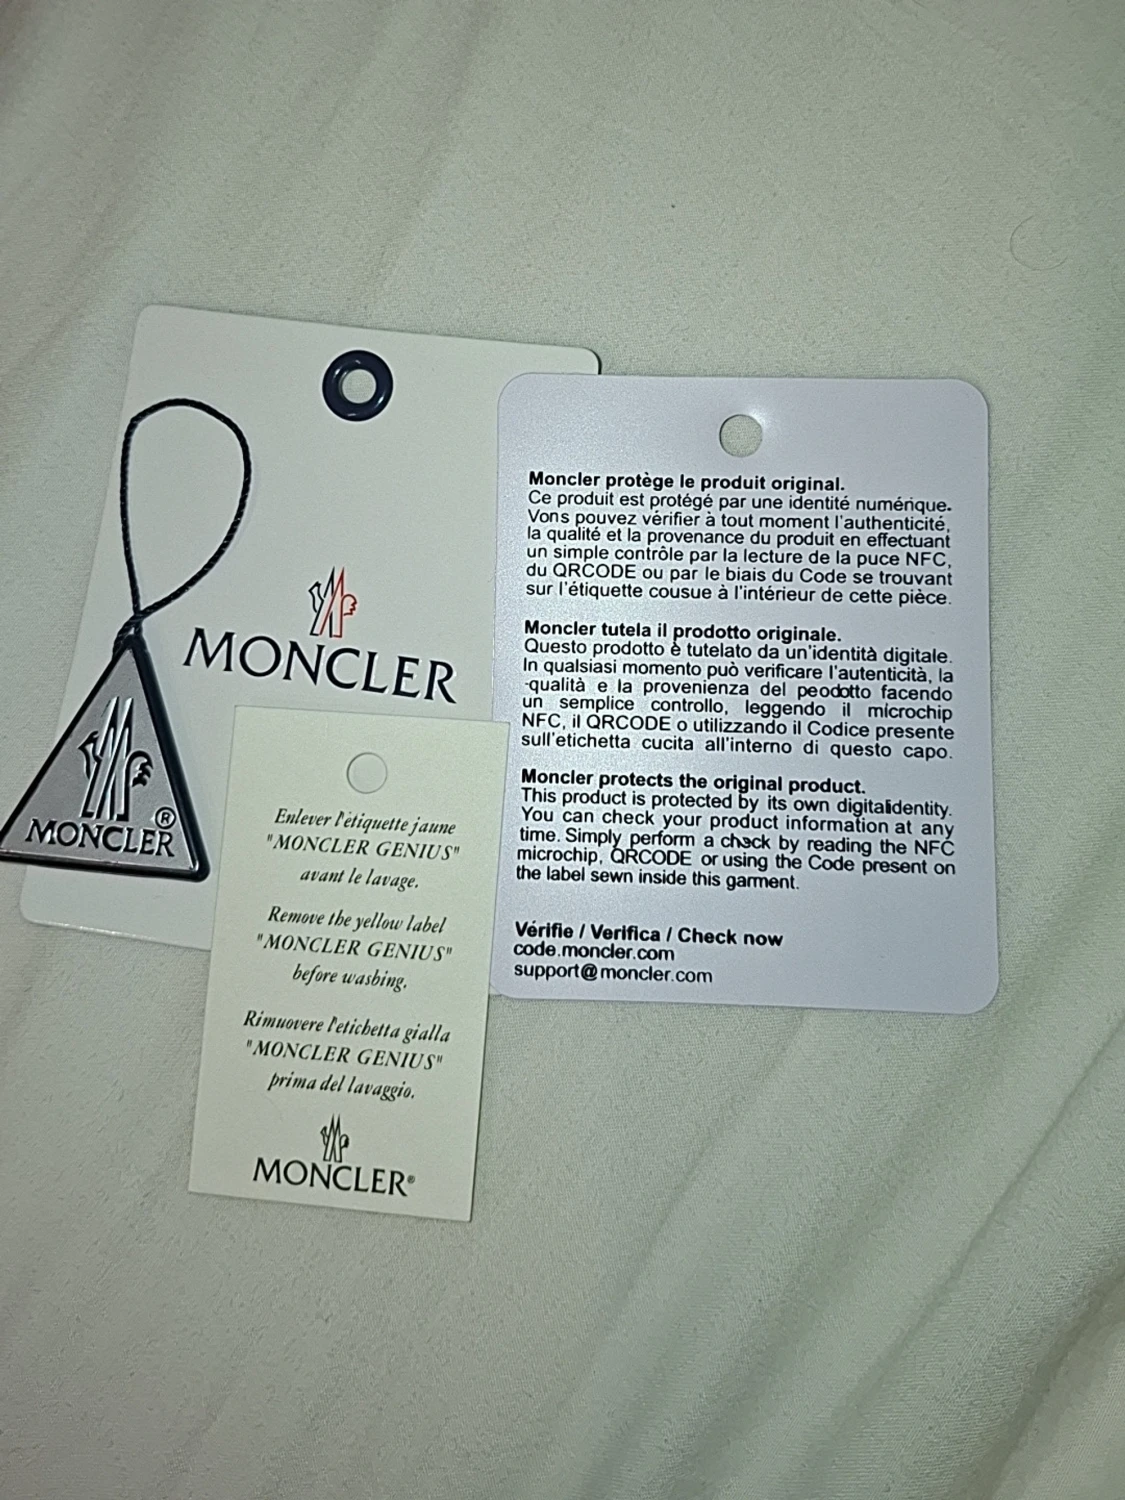 MONCLER
MONCLER®
Enlever l'étiquette jaune
"MONCLER GENIUS"
avant le lavage.
Remove the yellow label
"MONCLER GENIUS"
before washing.
Rimuovere l'etichetta gialla
"MONCLER GENIUS"
prima del lavaggio.
MONCLER®
Moncler protège le produit original.
Ce produit est protégé par une identité numérique.
Vons pouvez vérifier à tout moment l'authenticité,
la qualité et la provenance du produit en effectuant
un simple contrôle par la lecture de la puce NFC,
du QRCODE ou par le biais du Code se trouvant
sur l'étiquette cousue à l'intérieur de cette pièce.
Moncler tutela il prodotto originale.
Questo prodotto è tutelato da un'identità digitale.
In qualsiasi momento può verificare l'autenticità, la
-qualità e la provenienza del peodotto facendo
un semplice controllo, leggendo il microchip
NFC, il QRCODE o utilizzando il Codice presente
sull'etichetta cucita all'interno di questo capo.
Moncler protects the original product.
This product is protected by its own digitalidentity.
You can check your product information at any
time. Simply perform a check by reading the NFC
microchip, QRCODE or using the Code present on
the label sewn inside this garment.
Vérifie / Verifica / Check now
code.moncler.com
support@moncler.com